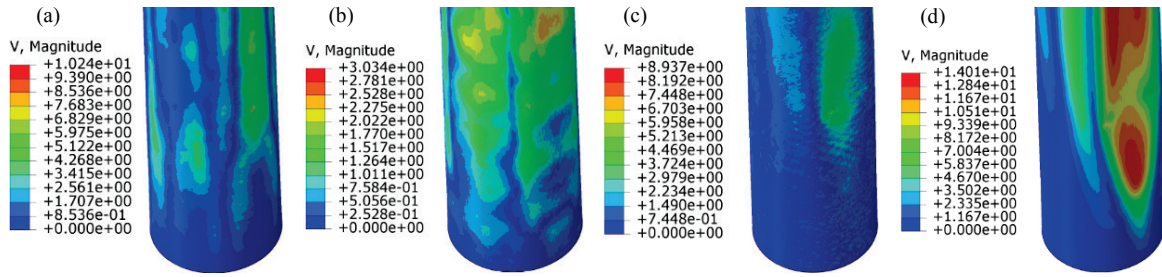 (a)
V, Magnitude
+1.024e+01
+9.390e+00
+8.536e+00
+7.683e+00
+6.829e+00
+5.975e+00
+5.122e+00
+4.268e+00
+3.415e+00
+2.561e+00
+1.707e+00
+8.536e-01
+0.000e+00
(b)
V, Magnitude
+3.034e+00
+2.781e+00
+2.528e+00
+2.275e+00
+2.022e+00
+1.770e+00
+1.517e+00
+1.264e+00
+1.011e+00
+7.584e-01
+5.056e-01
+2.528e-01
+0.000e+00
(c)
V, Magnitude
+8.937e+00
+8.192e+00
+7.448e+00
+6.703e+00
+5.958e+00
+5.213e+00
+4.469e+00
+3.724e+00
+2.979e+00
+2.234e+00
+1.490e+00
+7.448e-01
+0.000e+00
(d)
V, Magnitude
+1.401e+01
+1.284e+01
+1.167e+01
+1.051e+01
+9.339e+00
+8.172e+00
+7.004e+00
+5.837e+00
+4.670e+00
+3.502e+00
+2.335e+00
+1.167e+00
+0.000e+00